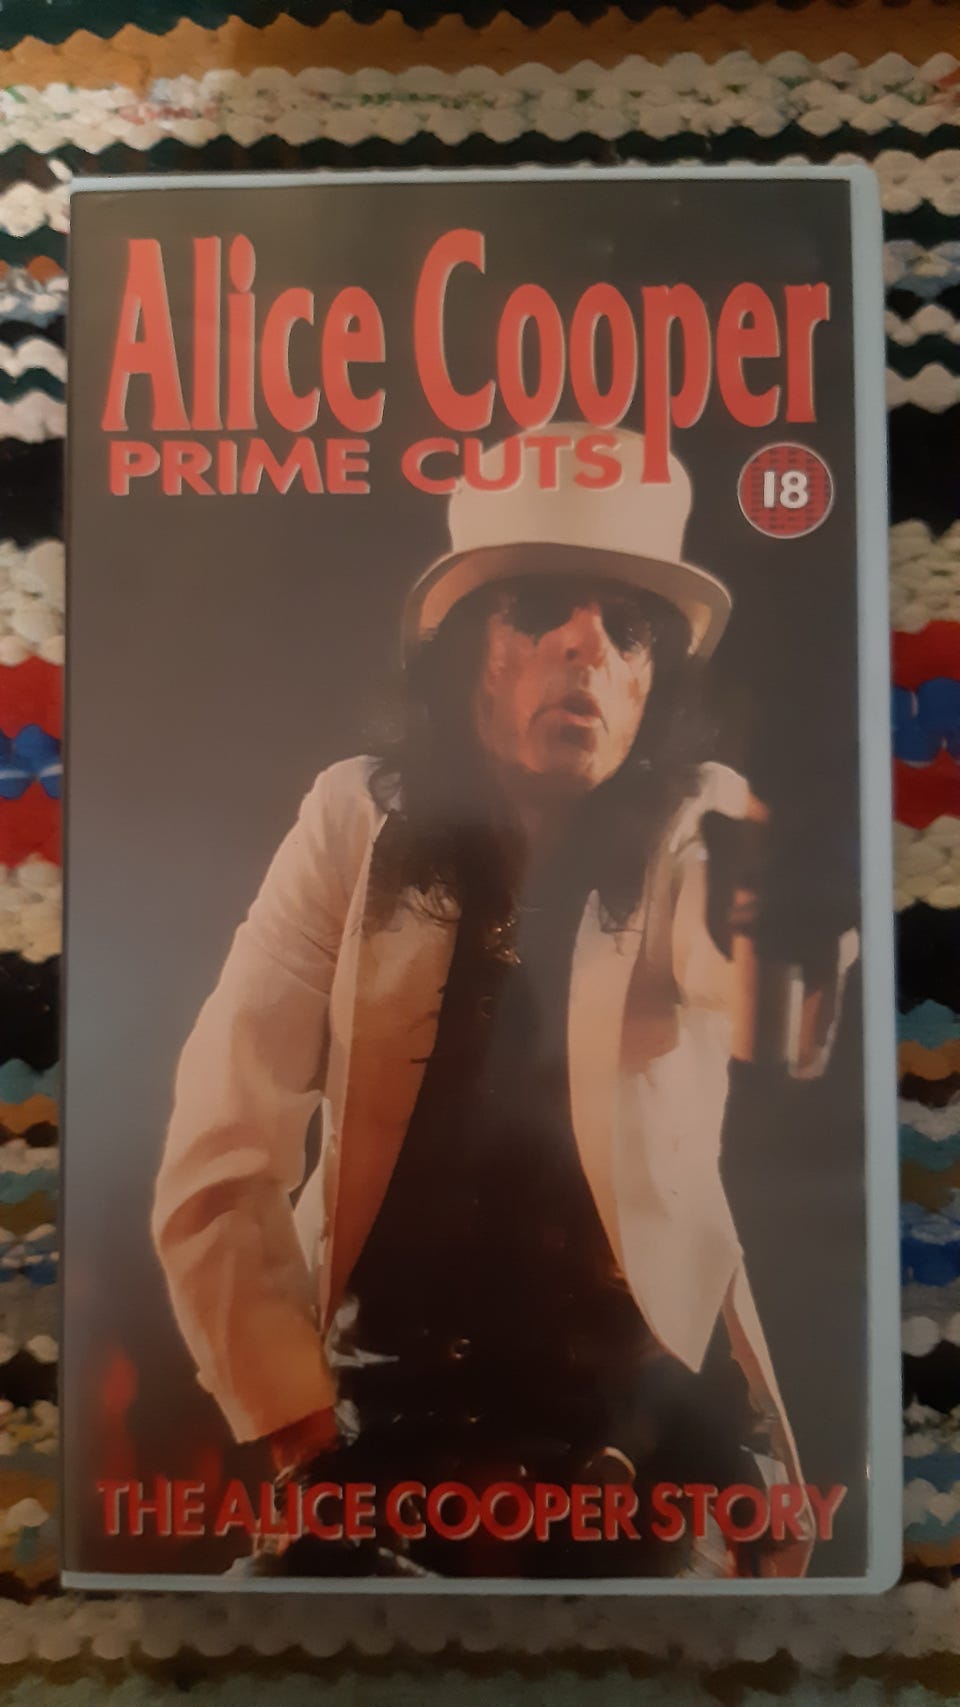 Alice Cooper
PRIME CUTS
18
THE ALICE COOPER STORY